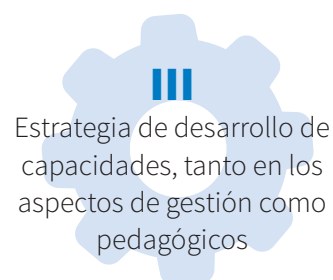 III
Estrategia de desarrollo de
capacidades, tanto en los
aspectos de gestión como
pedagógicos